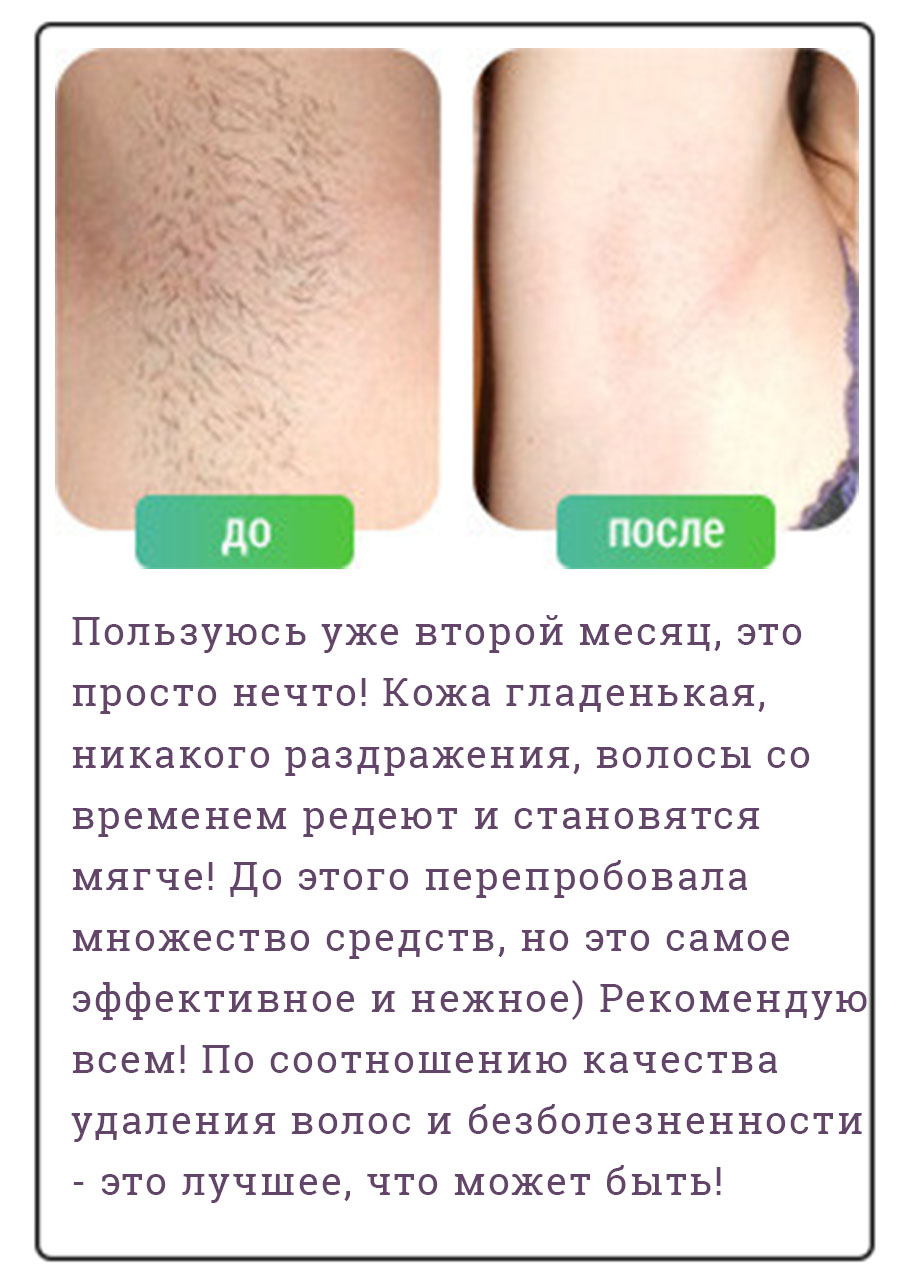 до
после
Пользуюсь уже второй месяц, это
просто нечто! Кожа гладенькая,
никакого раздражения, волосы со
временем редеют и становятся
мягче! До этого перепробовала
множество средств, но это самое
эффективное и нежное) Рекомендую
всем! По соотношению качества
удаления волос и безболезненности
- это лучшее, что может быть!